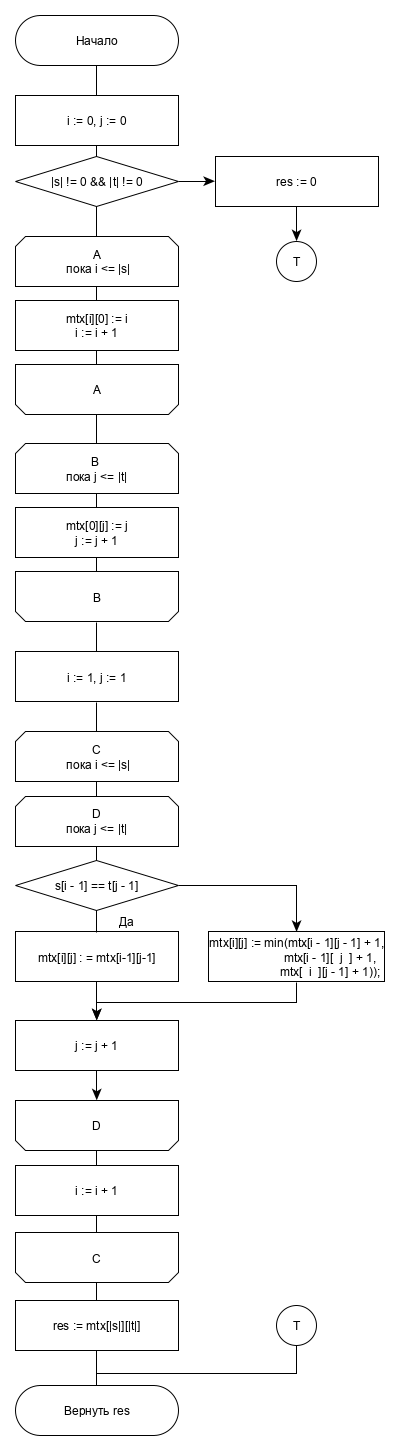 Начало
i := 0, j := 0
|s| != 0 && |t| != 0
res := 0
T
A
пока i <= |s|
mtx[i][0] := i
i := i + 1
A
B
пока j <= |t|
mtx[0][j] := j
j := j + 1
B
i := 1, j := 1
C
пока i <= |s|
D
пока j <= |t|
s[i - 1] == t[j - 1]
Да
mtx[i][j] : = mtx[i-1][j-1]
mtx[i][j] := min(mtx[i - 1][j - 1] + 1,
mtx[i - 1][ j ] + 1,
mtx[ i ][j - 1] + 1));
j := j + 1
D
i := i + 1
C
res := mtx[|s|][|t|]
T
Вернуть res